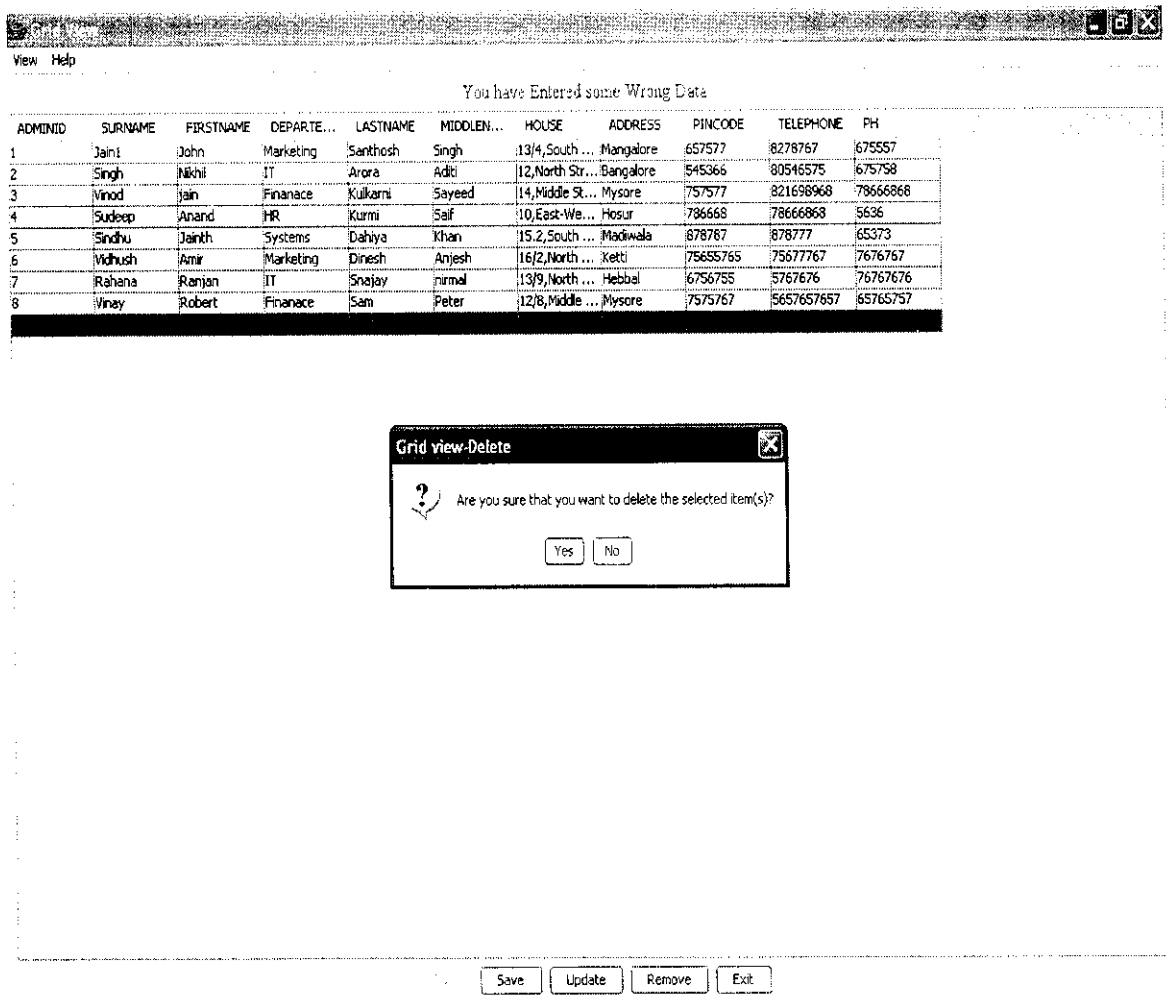 Grid view
View Help
You have Entered some Wrong Data
ADMINID SURNAME FIRSTNAME DEPARTE... LASTNAME MIDDLEN... HOUSE ADDRESS PINCODE TELEPHONE PH
1 Jain1 John Marketing Santhosh Singh 13/4,South ... Mangalore 657577 8278767 675557
2 Singh Nikhil IT Arora Aditi 12,North Str... Bangalore 545366 80546575 675758
3 Vinod jain Finanace Kulkarni Sayeed 14,Middle St... Mysore 757577 821698968 78666868
4 Sudeep Anand HR Kurmi Saif 10,East-We... Hosur 786668 78666868 5636
5 Sindhu Jainth Systems Dahiya Khan 15.2,South ... Madiwala 878787 878777 65373
6 Vidhush Amir Marketing Dinesh Anjesh 16/2,North ... Ketti 75655765 75677767 7676767
7 Rahana Ranjan IT Snajay nirmal 13/9,North ... Hebbal 6756755 5767676 76767676
8 Vinay Robert Finanace Sam Peter 12/8,Middle ... Mysore 7575767 5657657657 65765757
Grid view-Delete
Are you sure that you want to delete the selected item(s)?
Yes No
Save Update Remove Exit